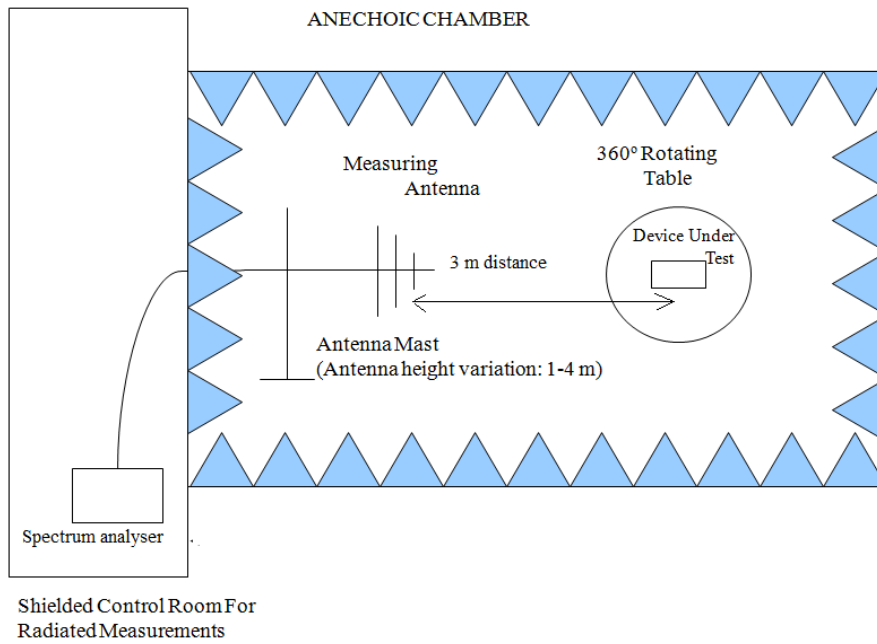 ANECHOIC CHAMBER
Measuring
Antenna
360º Rotating
Table
Device Under
Test
3 m distance
Antenna Mast
(Antenna height variation: 1-4 m)
Spectrum analyser
Shielded Control Room For
Radiated Measurements